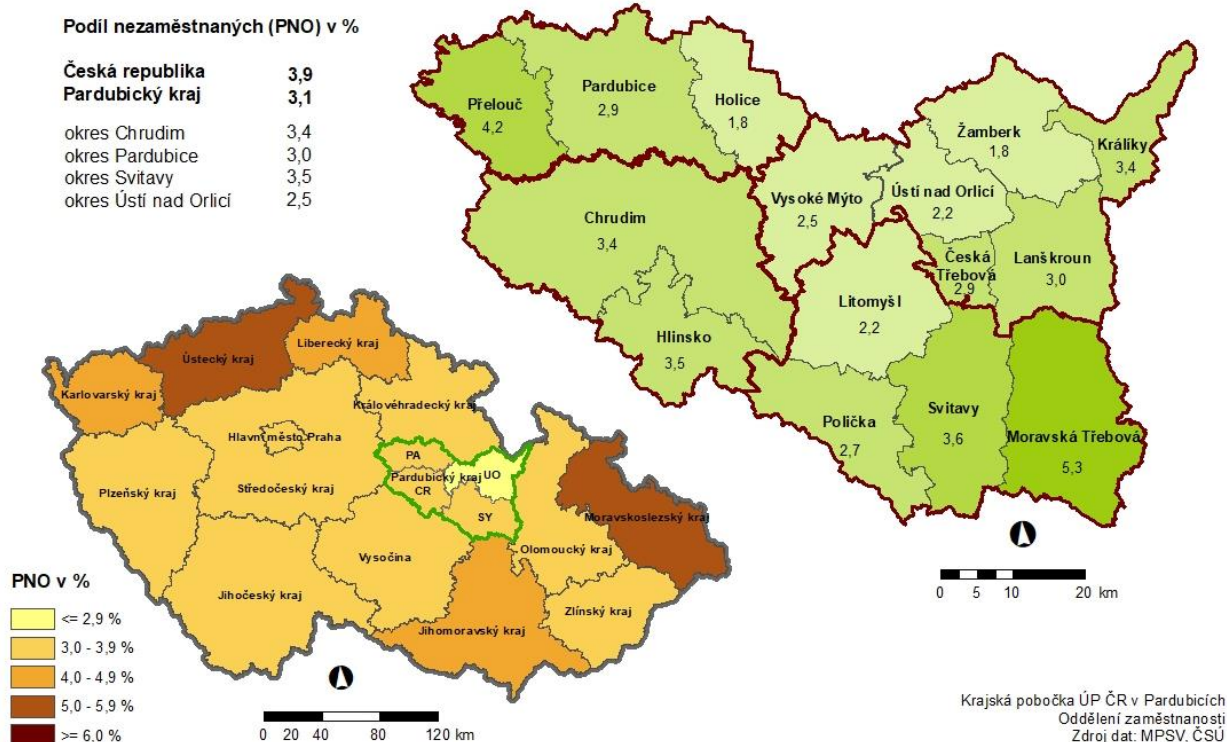 Podíl nezaměstnaných (PNO) v %
Česká republika 3,9
Pardubický kraj 3,1
okres Chrudim 3,4
okres Pardubice 3,0
okres Svitavy 3,5
okres Ústí nad Orlicí 2,5
Přelouč
4,2
Pardubice
2,9
Holice
1,8
Žamberk
1,8
Králíky
3,4
Vysoké Mýto
2,5
Ústí nad Orlicí
2,2
Chrudim
3,4
Česká
Třebová
2,9
Lanškroun
3,0
Litomyšl
2,2
Hlinsko
3,5
Polička
2,7
Svitavy
3,6
Moravská Třebová
5,3
0 5 10 20 km
Ústecký kraj
Liberecký kraj
Karlovarský kraj
Královéhradecký kraj
Hlavní město Praha
PA
Pardubický kraj
UO
CR
Plzeňský kraj
Středočeský kraj
SY
Moravskoslezský kraj
Vysočina
Olomoucký kraj
Jihočeský kraj
Zlínský kraj
Jihomoravský kraj
PNO v %
<= 2,9 %
3,0 - 3,9 %
4,0 - 4,9 %
5,0 - 5,9 %
>= 6,0 %
0 20 40 80 120 km
Krajská pobočka ÚP ČR v Pardubicích
Oddělení zaměstnanosti
Zdroj dat: MPSV, ČSÚ